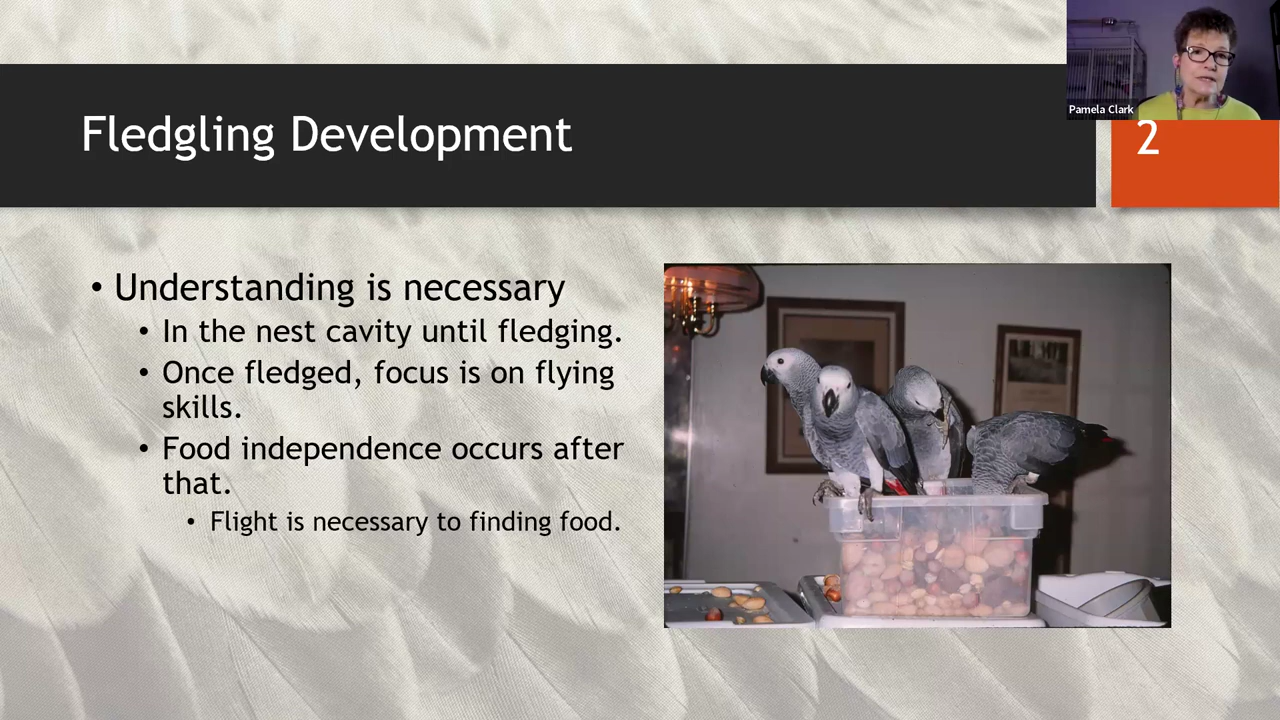 Pamela Clark
Fledgling Development
2
• Understanding is necessary
• In the nest cavity until fledging.
• Once fledged, focus is on flying
skills.
• Food independence occurs after
that.
• Flight is necessary to finding food.